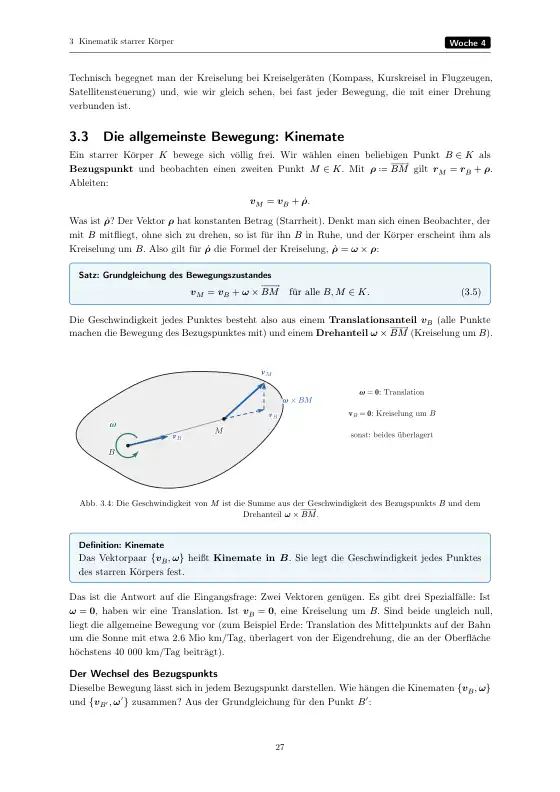 3 Kinematik starrer Körper
Woche 4
Technisch begegnet man der Kreiselung bei Kreiselgeräten (Kompass, Kurskreisel in Flugzeugen,
Satellitensteuerung) und, wie wir gleich sehen, bei fast jeder Bewegung, die mit einer Drehung
verbunden ist.
3.3 Die allgemeinste Bewegung: Kinemate
Ein starrer Körper K bewege sich völlig frei. Wir wählen einen beliebigen Punkt B ∈ K als
Bezugspunkt und beobachten einen zweiten Punkt M ∈ K. Mit ρ ≔ \overrightarrow{BM} gilt r_M = r_B + ρ.
Ableiten:
v_M = v_B + ρ̇.
Was ist ρ̇? Der Vektor ρ hat konstanten Betrag (Starrheit). Denkt man sich einen Beobachter, der
mit B mitfliegt, ohne sich zu drehen, so ist für ihn B in Ruhe, und der Körper erscheint ihm als
Kreiselung um B. Also gilt für ρ̇ die Formel der Kreiselung, ρ̇ = ω × ρ:
Satz: Grundgleichung des Bewegungszustandes
v_M = v_B + ω × \overrightarrow{BM} für alle B, M ∈ K. (3.5)
Die Geschwindigkeit jedes Punktes besteht also aus einem Translationsanteil v_B (alle Punkte
machen die Bewegung des Bezugspunktes mit) und einem Drehanteil ω × \overrightarrow{BM} (Kreiselung um B).
v_M
ω × BM
v_B
M
ω
v_B
B
ω = 0: Translation
v_B = 0: Kreiselung um B
sonst: beides überlagert
Abb. 3.4: Die Geschwindigkeit von M ist die Summe aus der Geschwindigkeit des Bezugspunkts B und dem
Drehanteil ω × \overrightarrow{BM}.
Definition: Kinemate
Das Vektorpaar {v_B, ω} heißt Kinemate in B. Sie legt die Geschwindigkeit jedes Punktes
des starren Körpers fest.
Das ist die Antwort auf die Eingangsfrage: Zwei Vektoren genügen. Es gibt drei Spezialfälle: Ist
ω = 0, haben wir eine Translation. Ist v_B = 0, eine Kreiselung um B. Sind beide ungleich null,
liegt die allgemeine Bewegung vor (zum Beispiel Erde: Translation des Mittelpunkts auf der Bahn
um die Sonne mit etwa 2.6 Mio km/Tag, überlagert von der Eigendrehung, die an der Oberfläche
höchstens 40 000 km/Tag beiträgt).
Der Wechsel des Bezugspunkts
Dieselbe Bewegung lässt sich in jedem Bezugspunkt darstellen. Wie hängen die Kinematen {v_B, ω}
und {v_{B′}, ω′} zusammen? Aus der Grundgleichung für den Punkt B′:
27